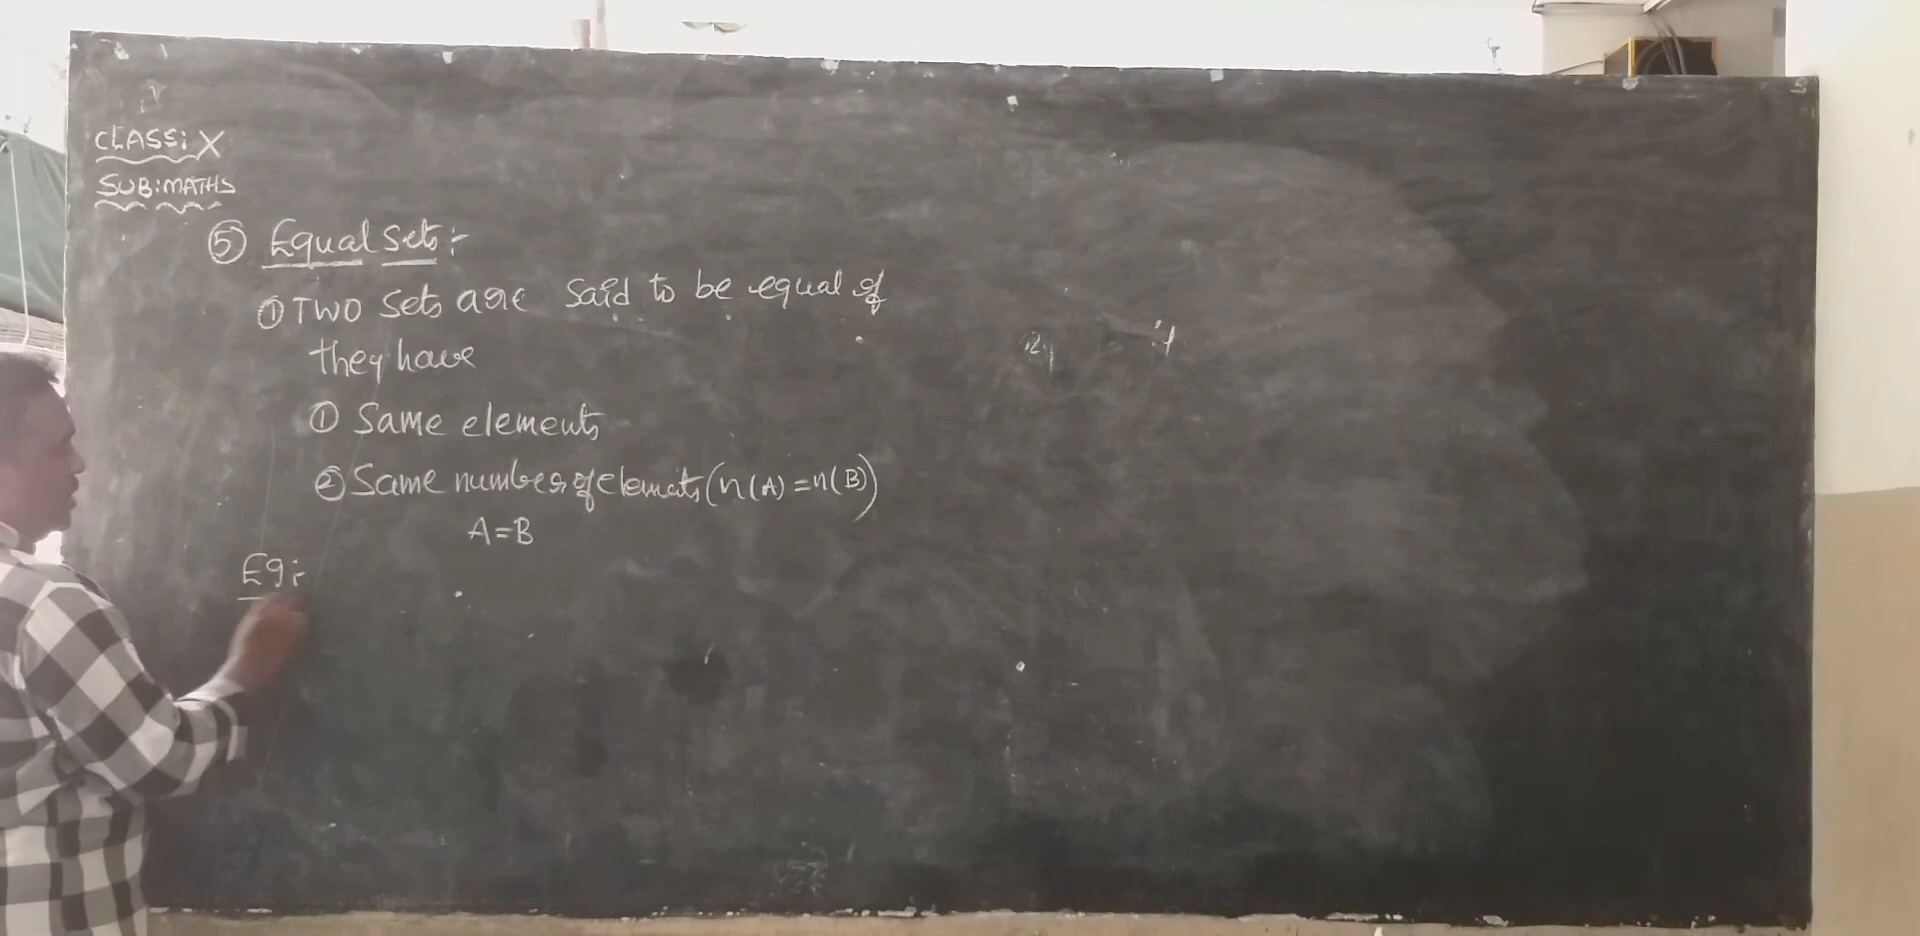 CLASS: X
SUB: MATHS
⑤ Equal sets:-
① TWO sets are said to be equal if
they have
① Same elements
② Same number of elements (n(A) = n(B))
A=B
Eg:-